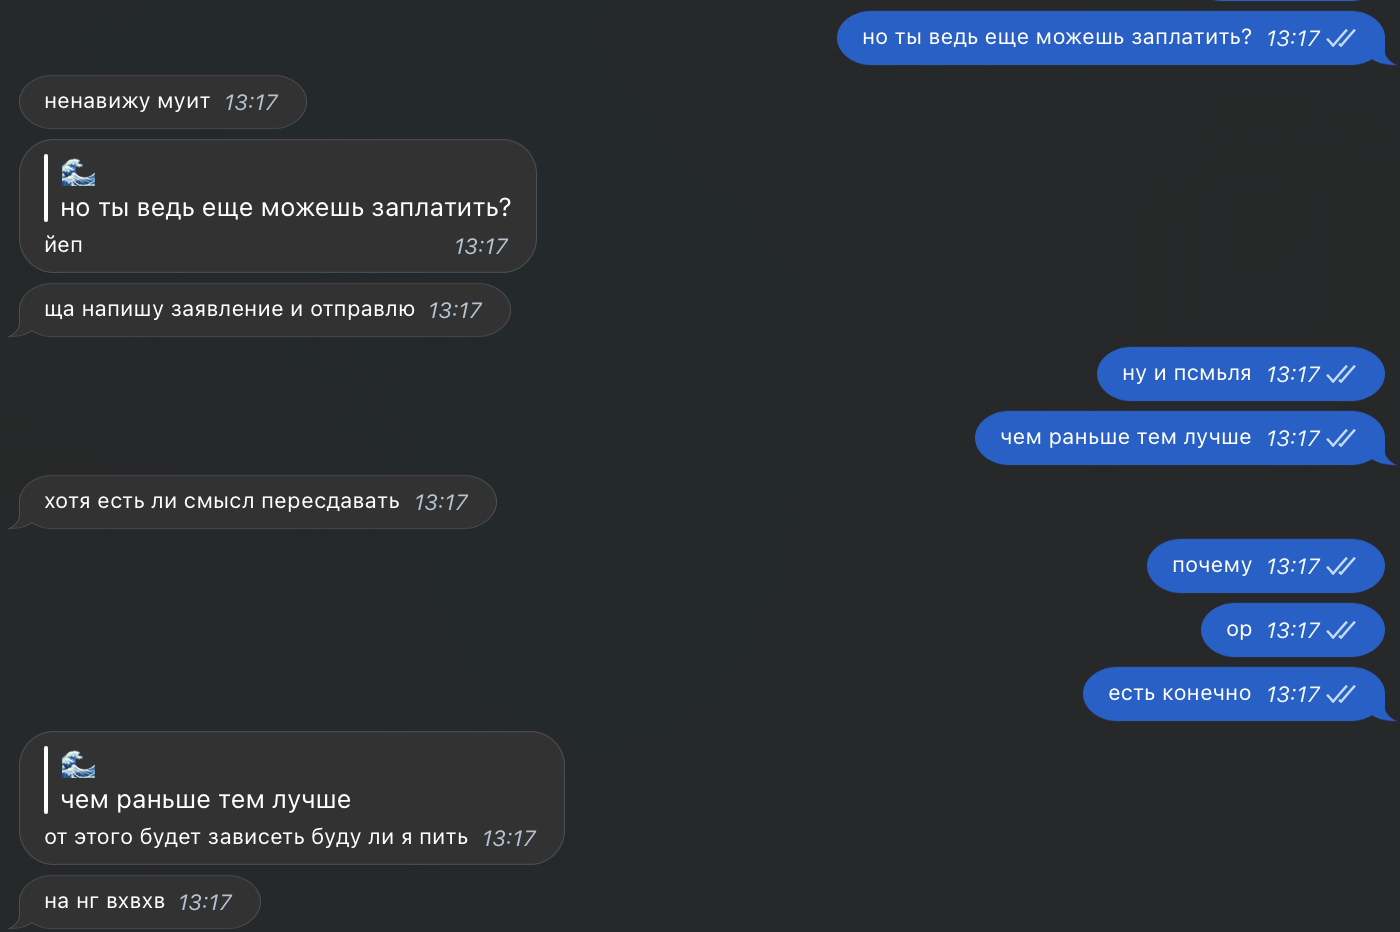 но ты ведь еще можешь заплатить? 13:17
ненавижу муит 13:17
но ты ведь еще можешь заплатить?
йеп 13:17
ща напишу заявление и отправлю 13:17
ну и псмьля 13:17
чем раньше тем лучше 13:17
хотя есть ли смысл пересдавать 13:17
почему 13:17
ор 13:17
есть конечно 13:17
чем раньше тем лучше
от этого будет зависеть буду ли я пить 13:17
на нг вхвхв 13:17